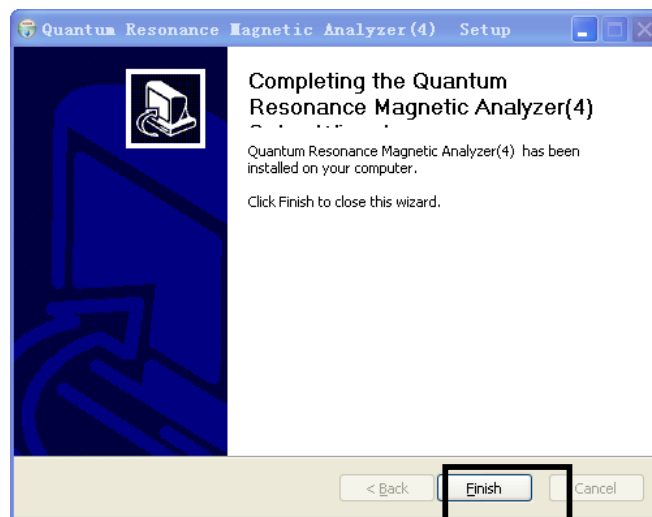 Quantum Resonance Magnetic Analyzer(4) Setup
Completing the Quantum
Resonance Magnetic Analyzer(4)
Quantum Resonance Magnetic Analyzer(4) has been
installed on your computer.
Click Finish to close this wizard.
< Back
Finish
Cancel